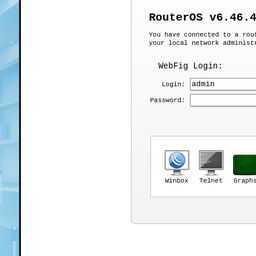 RouterOS v6.46.4
You have connected to a rout
your local network administr
WebFig Login:
Login: admin
Password:
Winbox Telnet Graphs